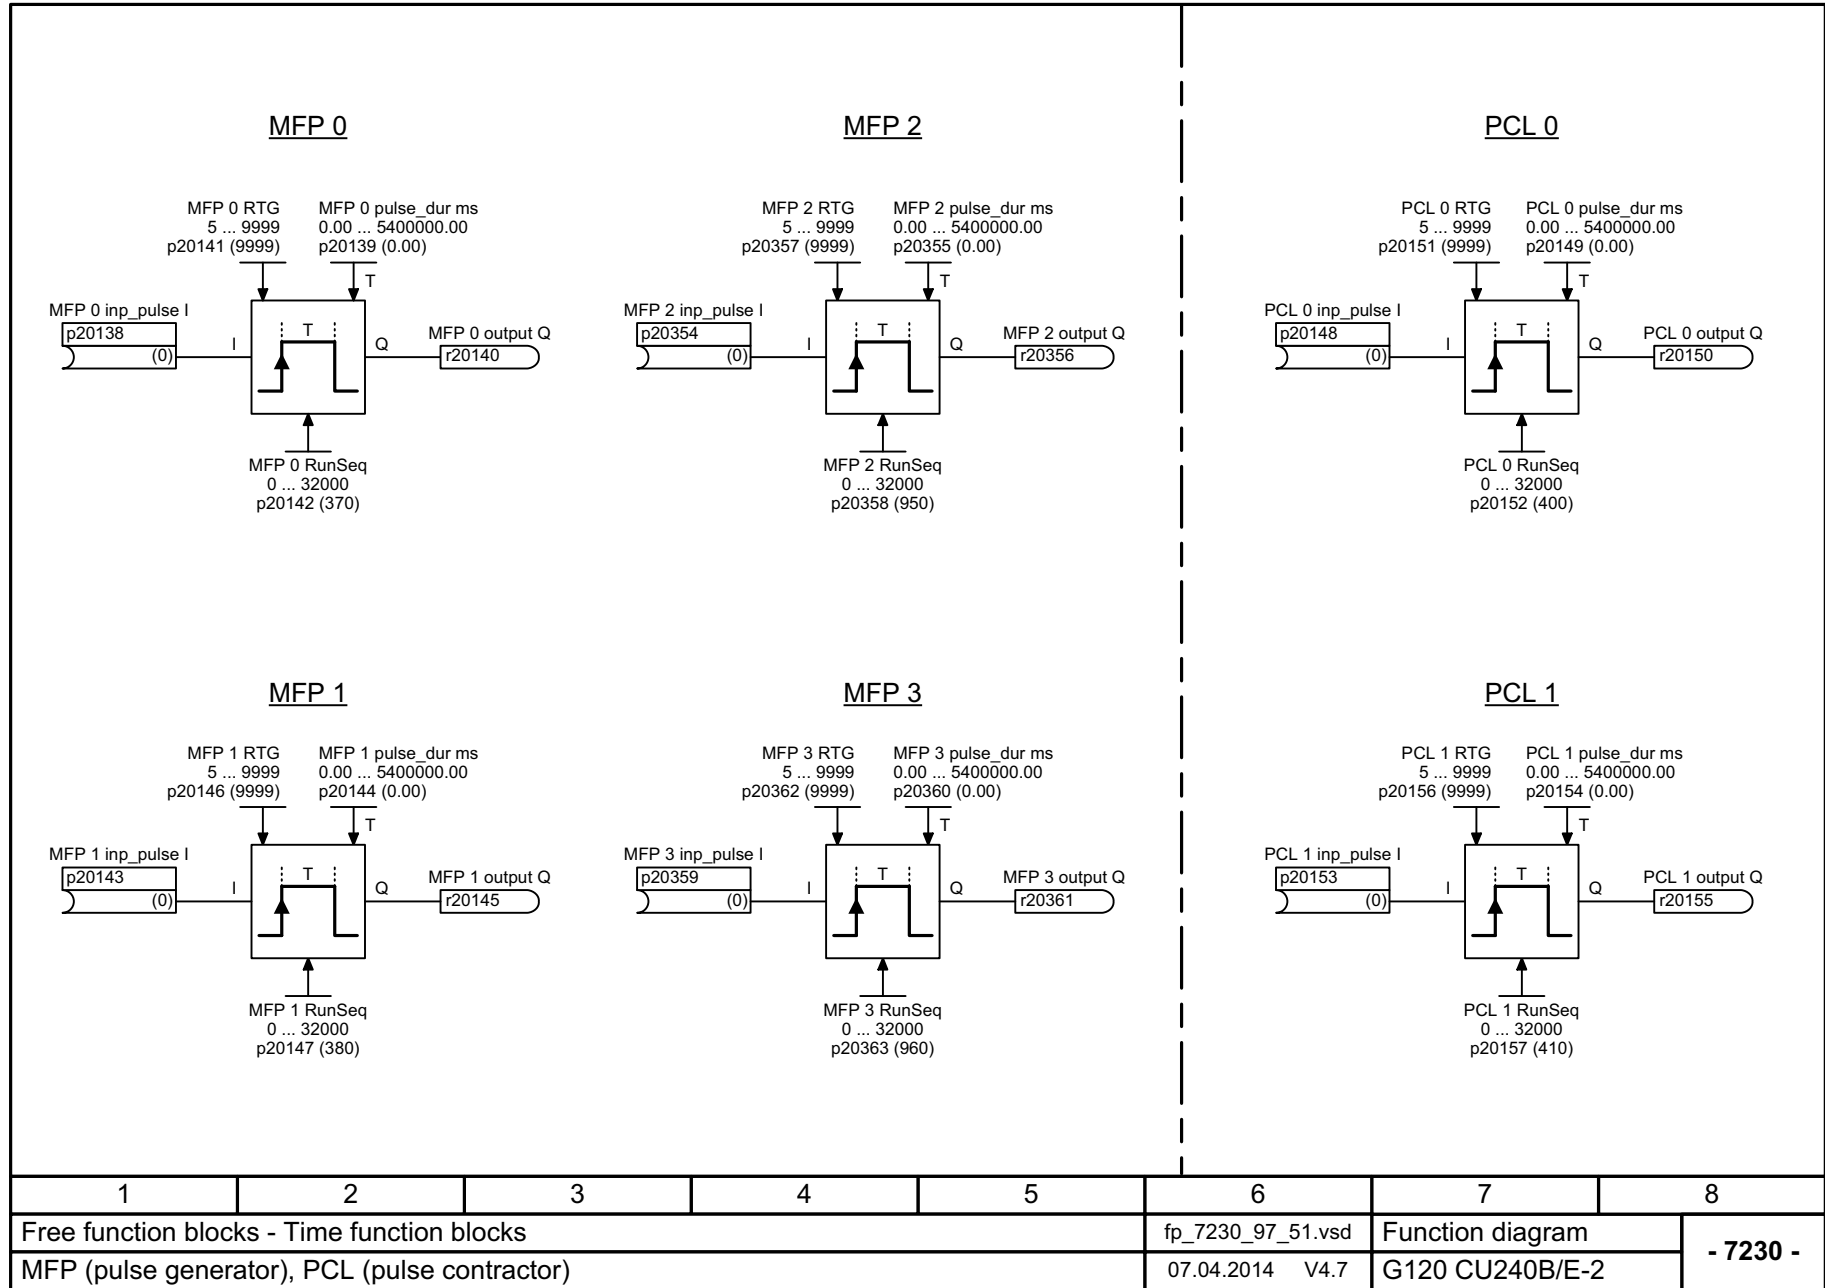 MFP 0
MFP 0 RTG
5 ... 9999
p20141 (9999)
MFP 0 pulse_dur ms
0.00 ... 5400000.00
p20139 (0.00)
T
MFP 0 inp_pulse I
p20138
(0)
I
T
Q
MFP 0 output Q
r20140
MFP 0 RunSeq
0 ... 32000
p20142 (370)
MFP 2
MFP 2 RTG
5 ... 9999
p20357 (9999)
MFP 2 pulse_dur ms
0.00 ... 5400000.00
p20355 (0.00)
T
MFP 2 inp_pulse I
p20354
(0)
I
T
Q
MFP 2 output Q
r20356
MFP 2 RunSeq
0 ... 32000
p20358 (950)
PCL 0
PCL 0 RTG
5 ... 9999
p20151 (9999)
PCL 0 pulse_dur ms
0.00 ... 5400000.00
p20149 (0.00)
T
PCL 0 inp_pulse I
p20148
(0)
I
T
Q
PCL 0 output Q
r20150
PCL 0 RunSeq
0 ... 32000
p20152 (400)
MFP 1
MFP 1 RTG
5 ... 9999
p20146 (9999)
MFP 1 pulse_dur ms
0.00 ... 5400000.00
p20144 (0.00)
T
MFP 1 inp_pulse I
p20143
(0)
I
T
Q
MFP 1 output Q
r20145
MFP 1 RunSeq
0 ... 32000
p20147 (380)
MFP 3
MFP 3 RTG
5 ... 9999
p20362 (9999)
MFP 3 pulse_dur ms
0.00 ... 5400000.00
p20360 (0.00)
T
MFP 3 inp_pulse I
p20359
(0)
I
T
Q
MFP 3 output Q
r20361
MFP 3 RunSeq
0 ... 32000
p20363 (960)
PCL 1
PCL 1 RTG
5 ... 9999
p20156 (9999)
PCL 1 pulse_dur ms
0.00 ... 5400000.00
p20154 (0.00)
T
PCL 1 inp_pulse I
p20153
(0)
I
T
Q
PCL 1 output Q
r20155
PCL 1 RunSeq
0 ... 32000
p20157 (410)
1 2 3 4 5 6 7 8
Free function blocks - Time function blocks
fp_7230_97_51.vsd
Function diagram
- 7230 -
MFP (pulse generator), PCL (pulse contractor)
07.04.2014 V4.7
G120 CU240B/E-2